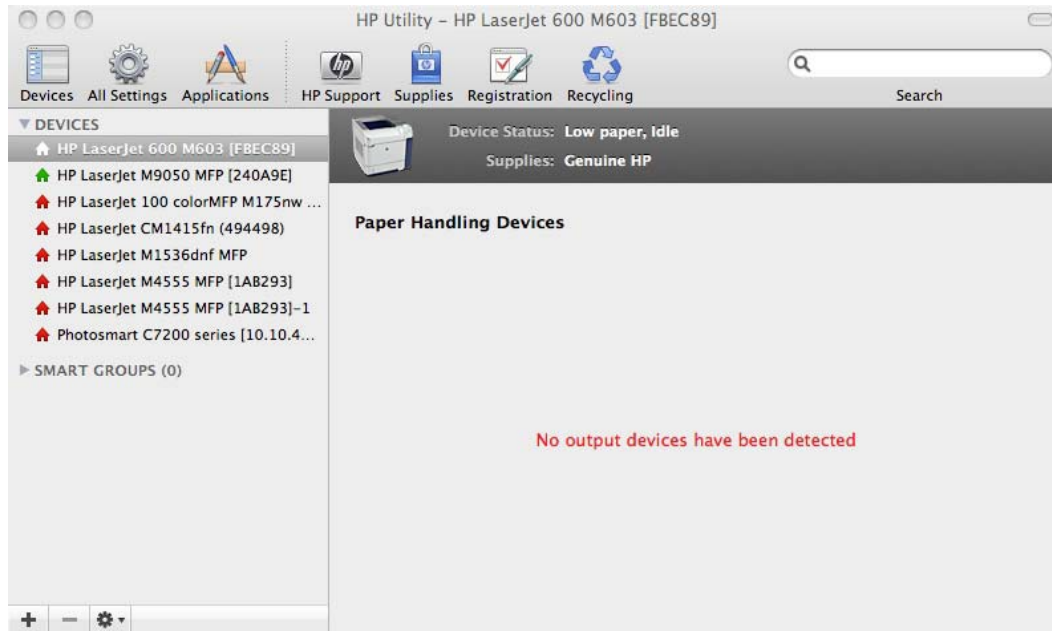 HP Utility – HP LaserJet 600 M603 [FBEC89]
Devices All Settings Applications HP Support Supplies Registration Recycling Search
hp
▼ DEVICES
HP LaserJet 600 M603 [FBEC89]
HP LaserJet M9050 MFP [240A9E]
HP LaserJet 100 colorMFP M175nw ...
HP LaserJet CM1415fn (494498)
HP LaserJet M1536dnf MFP
HP LaserJet M4555 MFP [1AB293]
HP LaserJet M4555 MFP [1AB293]-1
Photosmart C7200 series [10.10.4...
▶ SMART GROUPS (0)
Device Status: Low paper, Idle
Supplies: Genuine HP
Paper Handling Devices
No output devices have been detected